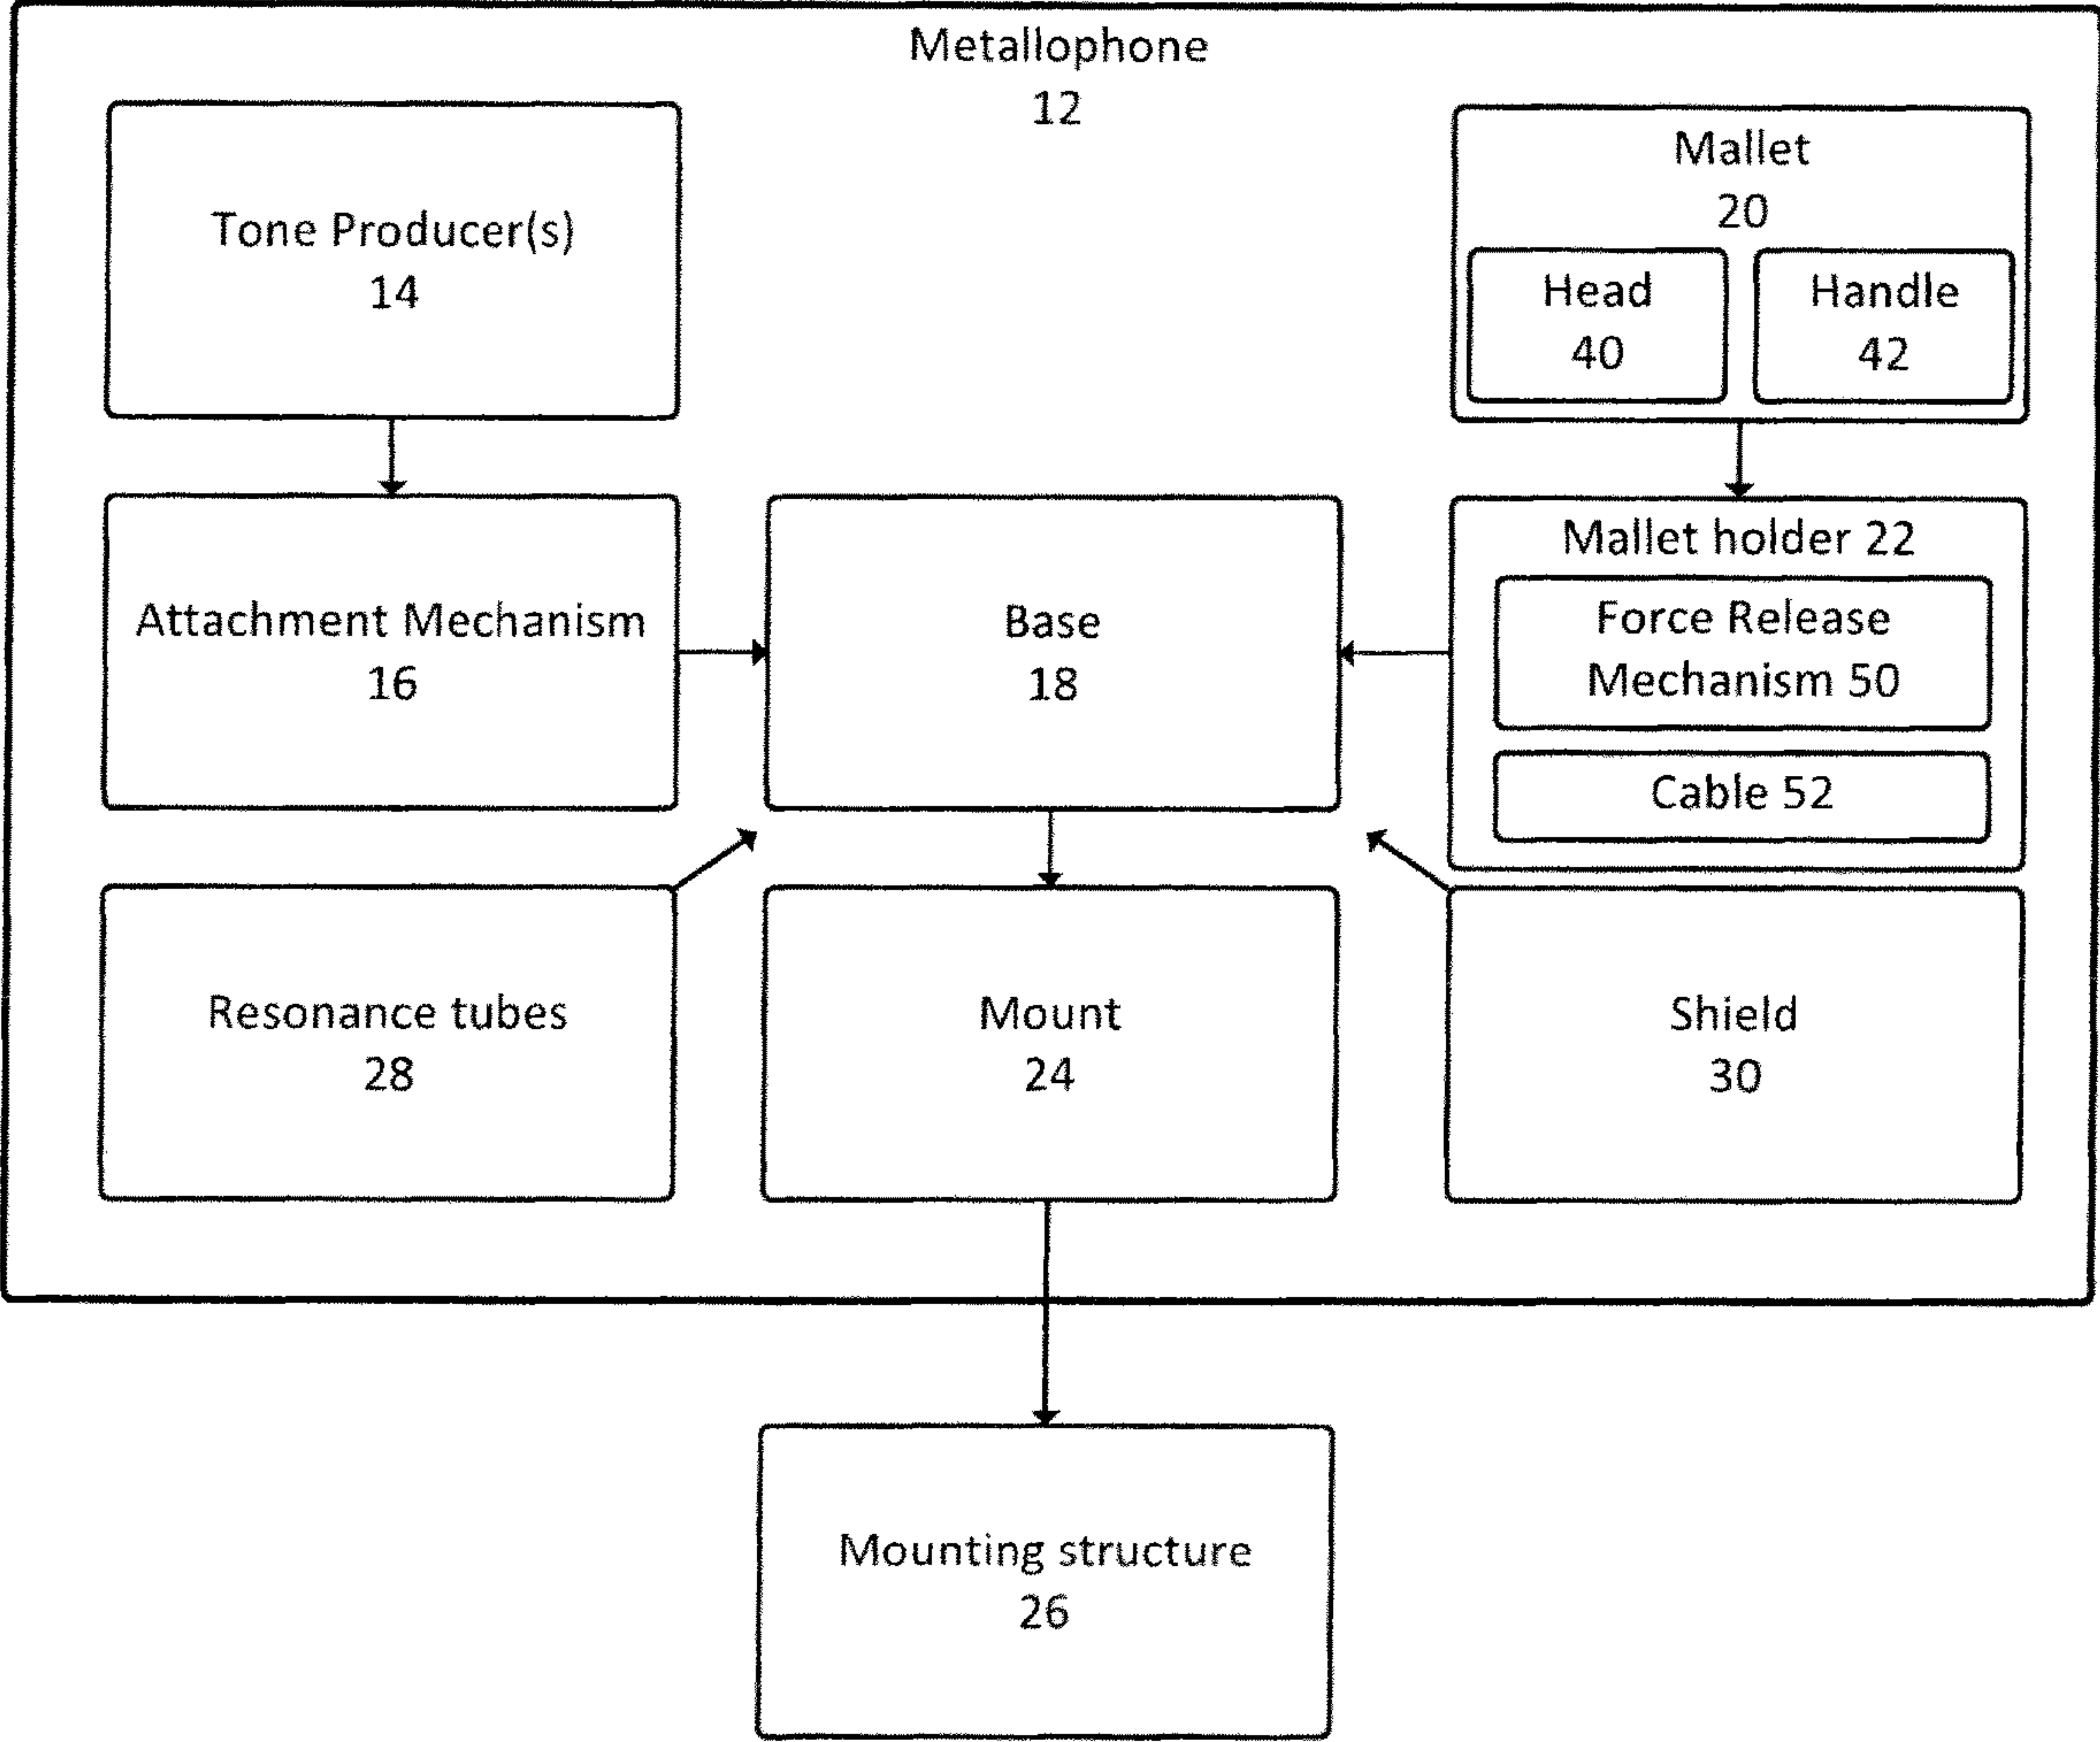 Metallophone
12
Tone Producer(s)
14
Mallet
20
Head
40
Handle
42
Attachment Mechanism
16
Base
18
Mallet holder 22
Force Release
Mechanism 50
Cable 52
Resonance tubes
28
Mount
24
Shield
30
Mounting structure
26